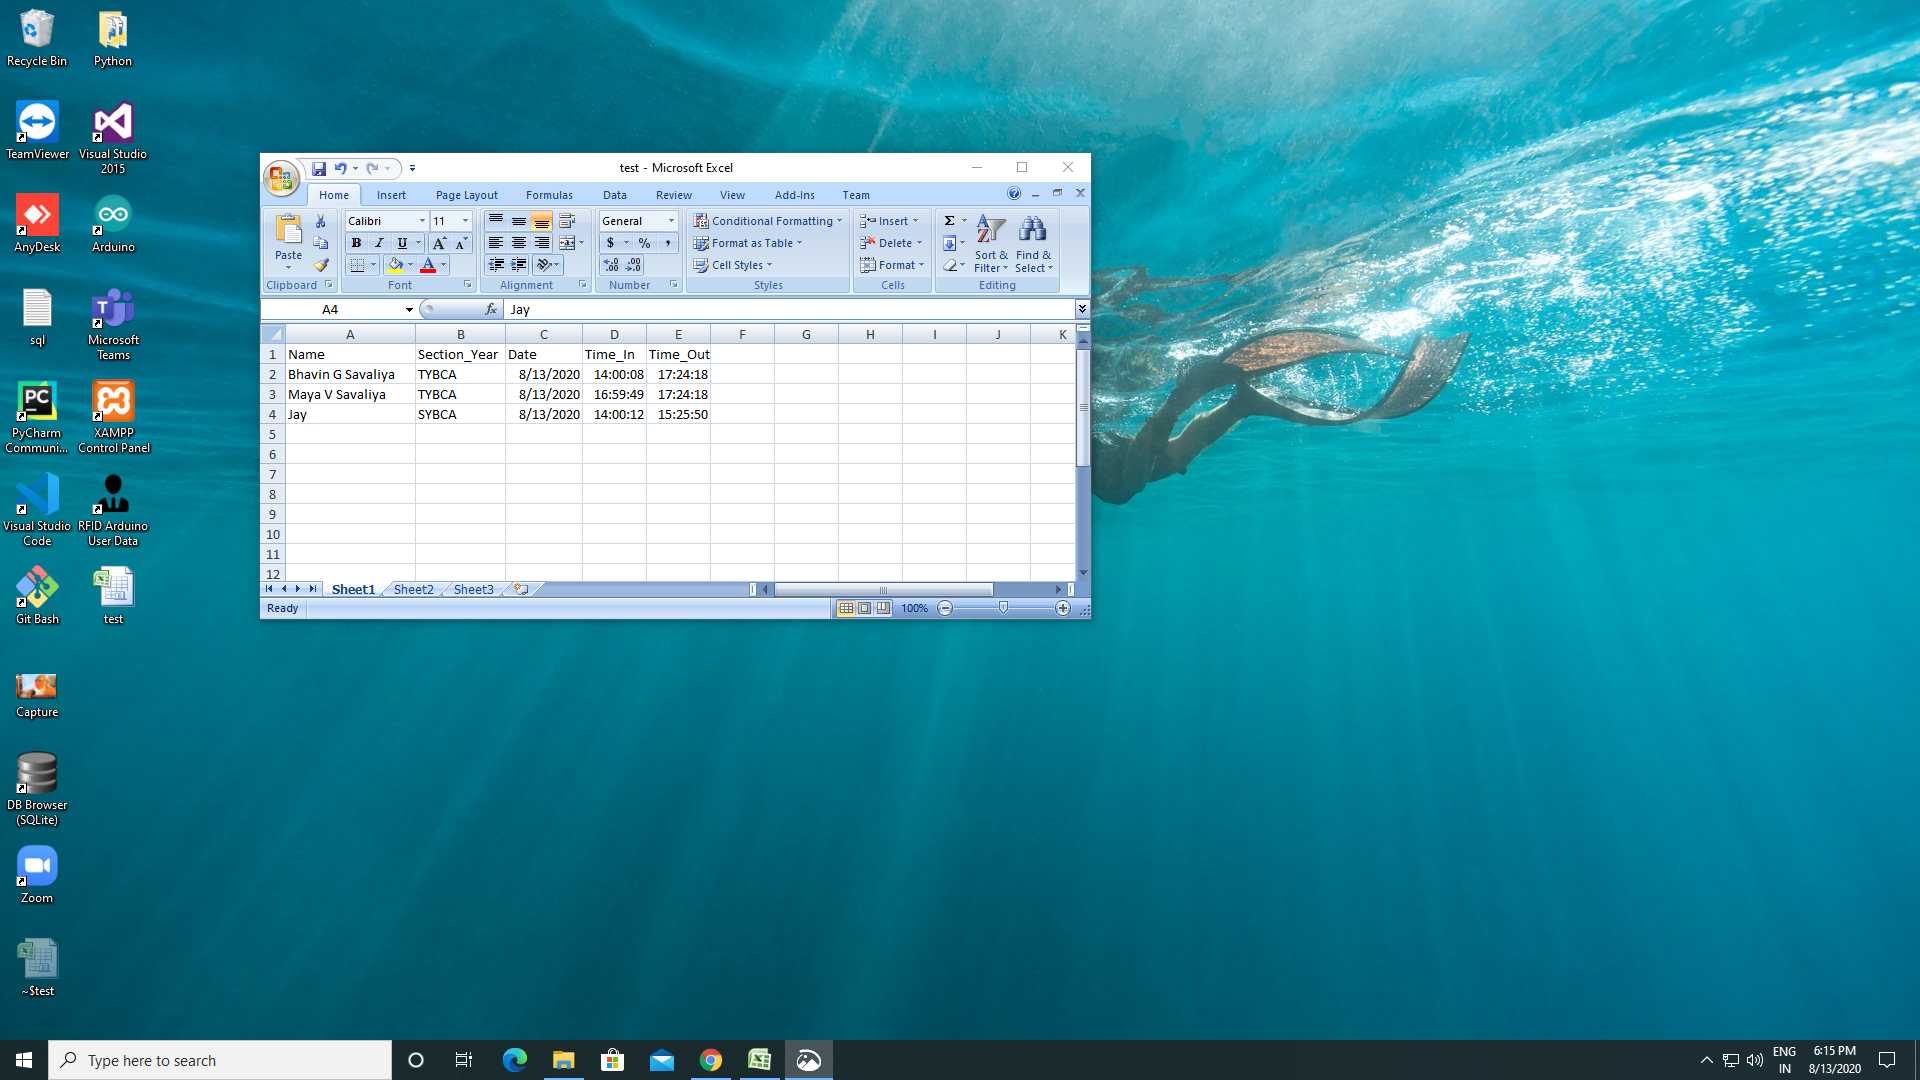 Recycle Bin
Python
TeamViewer
Visual Studio
2015
AnyDesk
Arduino
sql
Microsoft
Teams
PC
PyCharm
Communi...
XAMPP
Control Panel
Visual Studio
Code
RFID Arduino
User Data
Git Bash
test
Capture
DB Browser
(SQLite)
Zoom
~$test
test - Microsoft Excel
Home Insert Page Layout Formulas Data Review View Add-Ins Team
Paste
Clipboard
Calibri 11
B I U A A
A
Font
Alignment
General
$ % ,
.0 .00 .00 .0
Number
Conditional Formatting
Format as Table
Cell Styles
Styles
Insert
Delete
Format
Cells
Σ
Sort &
Filter
Find &
Select
Editing
A4 fx Jay
A B C D E F G H I J K
1 Name Section_Year Date Time_In Time_Out
2 Bhavin G Savaliya TYBCA 8/13/2020 14:00:08 17:24:18
3 Maya V Savaliya TYBCA 8/13/2020 16:59:49 17:24:18
4 Jay SYBCA 8/13/2020 14:00:12 15:25:50
5
6
7
8
9
10
11
12
Sheet1 Sheet2 Sheet3
Ready 100%
Type here to search
ENG
IN
6:15 PM
8/13/2020